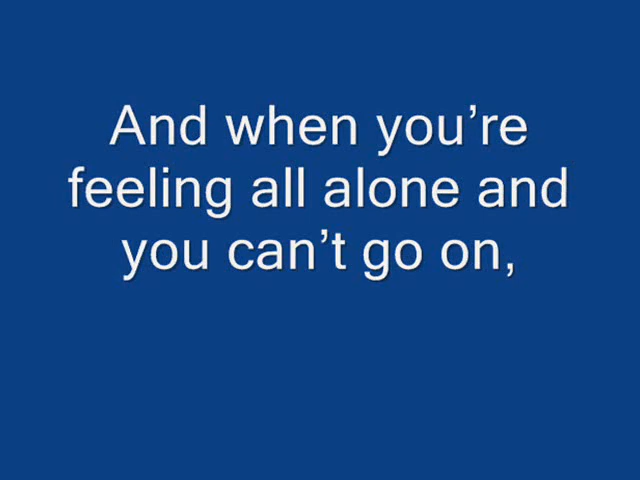 And when you’re
feeling all alone and
you can’t go on,